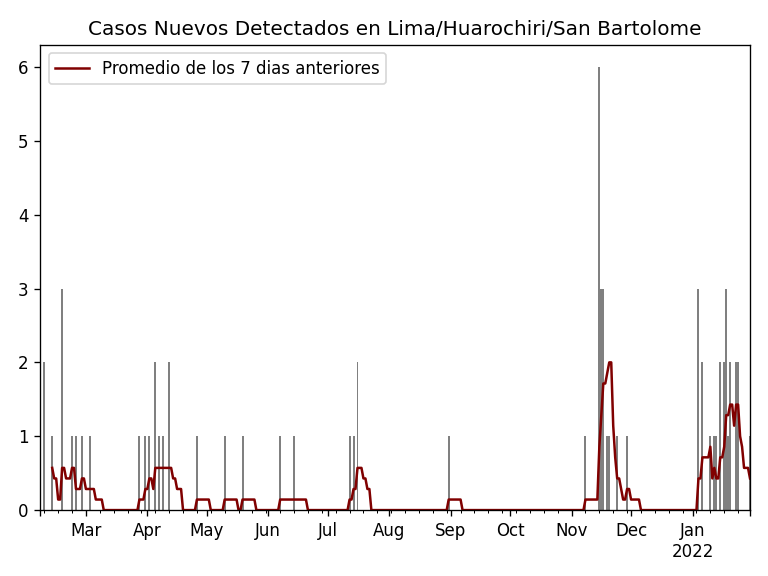 Casos Nuevos Detectados en Lima/Huarochiri/San Bartolome
Promedio de los 7 dias anteriores
6
5
4
3
2
1
0
Mar Apr May Jun Jul Aug Sep Oct Nov Dec Jan
2022